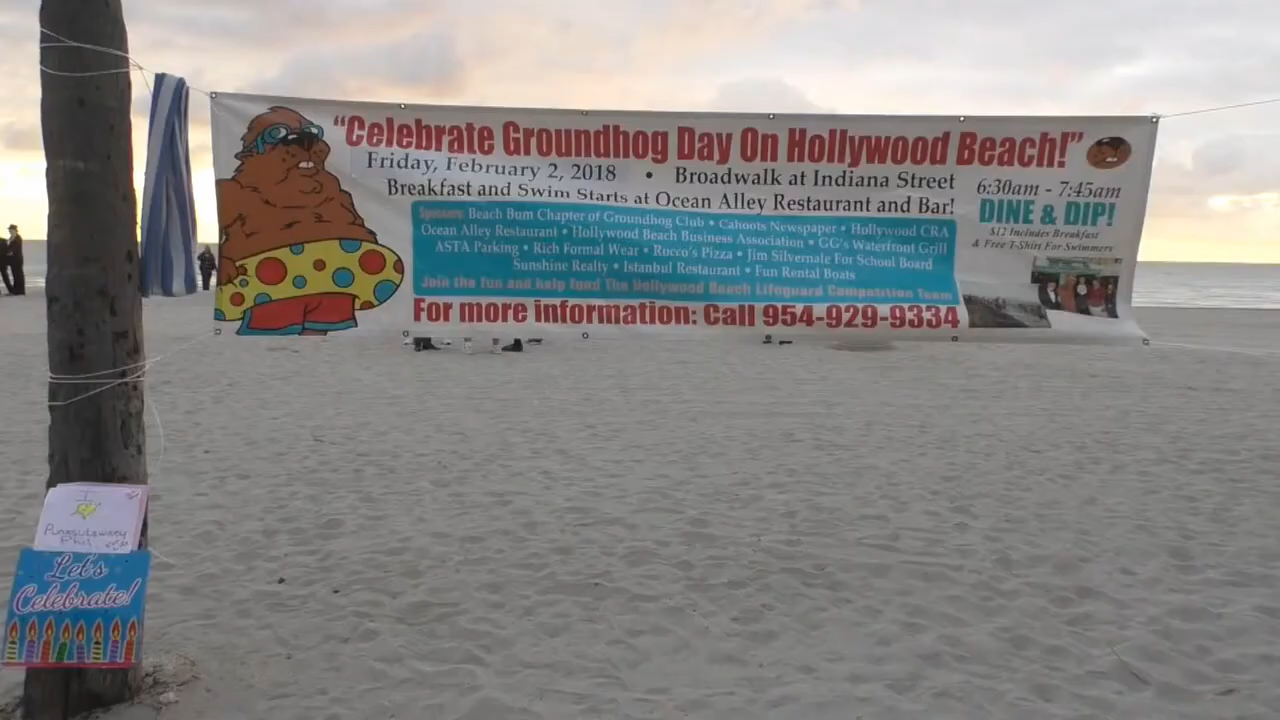 "Celebrate Groundhog Day On Hollywood Beach!"
Friday, February 2, 2018 • Broadwalk at Indiana Street
Breakfast and Swim Starts at Ocean Alley Restaurant and Bar!
6:30am - 7:45am
DINE & DIP!
$12 Includes Breakfast
& Free T-Shirt For Swimmers
Sponsors: Beach Bum Chapter of Groundhog Club • Cahoots Newspaper • Hollywood CRA
Ocean Alley Restaurant • Hollywood Beach Business Association • GG's Waterfront Grill
ASTA Parking • Rich Formal Wear • Rocco's Pizza • Jim Silvernale For School Board
Sunshine Realty • Istanbul Restaurant • Fun Rental Boats
Join the fun and help fund The Hollywood Beach Lifeguard Competition Team
For more information: Call 954-929-9334
I
Punxsutawney
Phil
Let's
Celebrate!